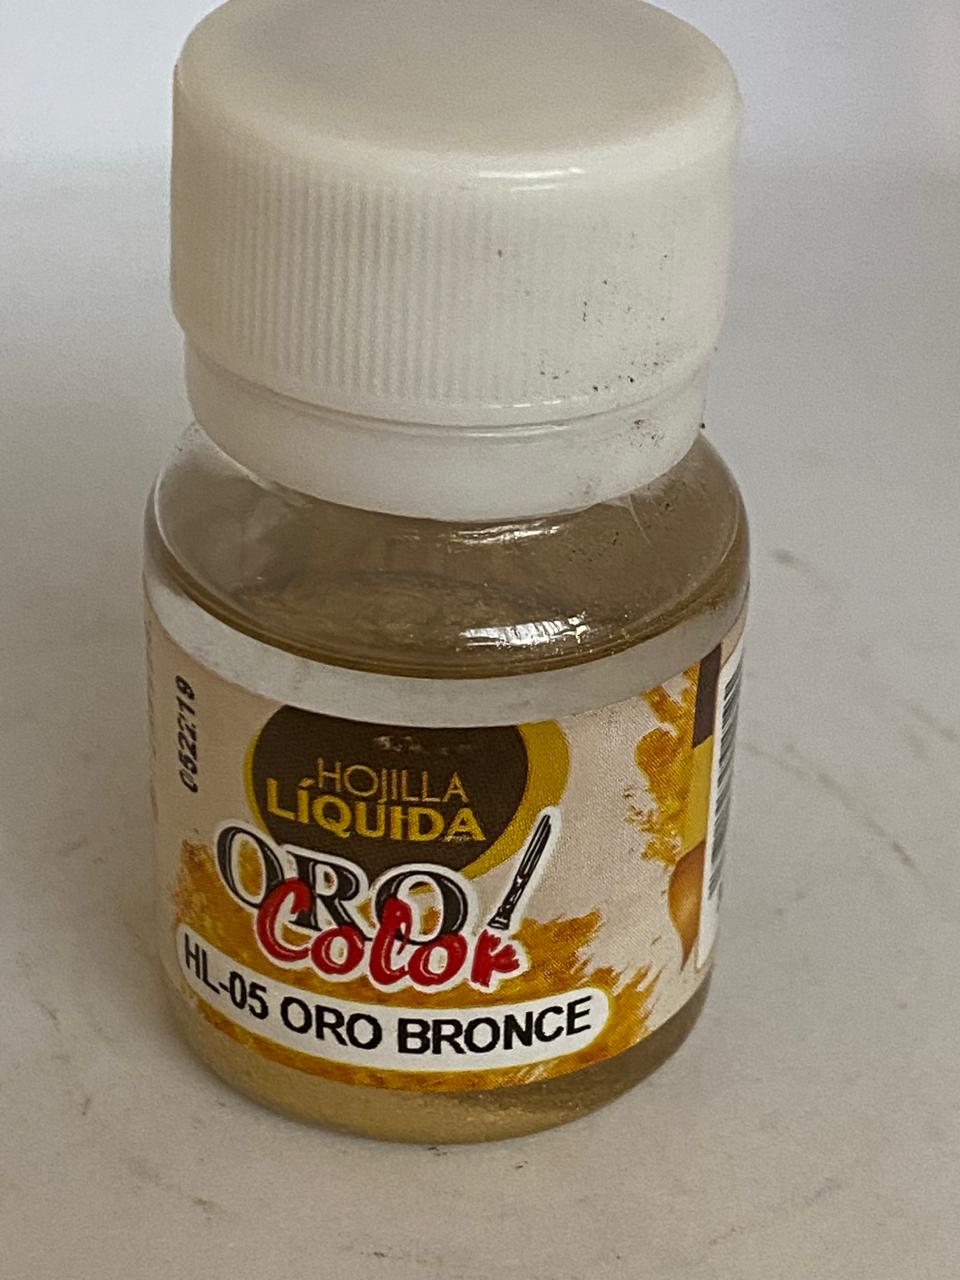 052219
HOJILLA
LÍQUIDA
ORO
Color
HL-05 ORO BRONCE